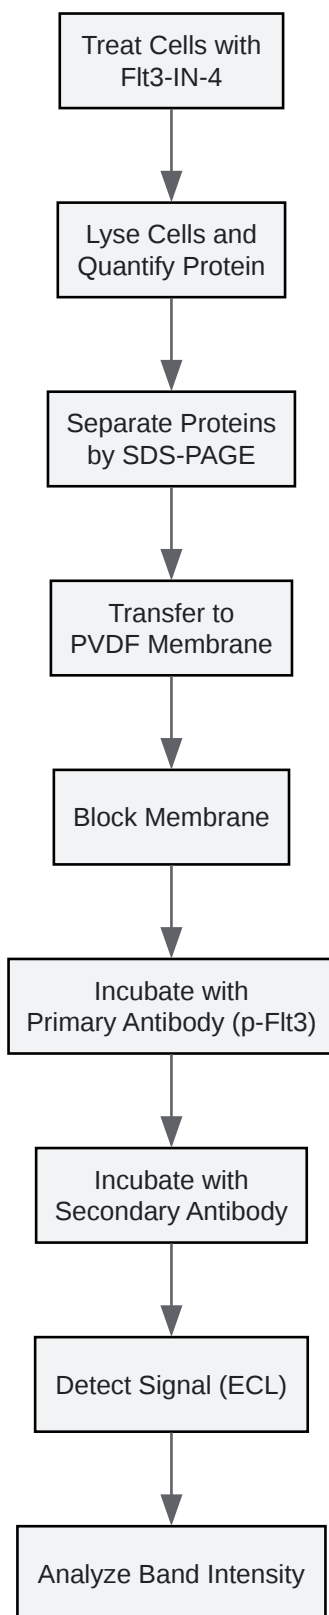 Treat Cells with
Flt3-IN-4
Lyse Cells and
Quantify Protein
Separate Proteins
by SDS-PAGE
Transfer to
PVDF Membrane
Block Membrane
Incubate with
Primary Antibody (p-Flt3)
Incubate with
Secondary Antibody
Detect Signal (ECL)
Analyze Band Intensity